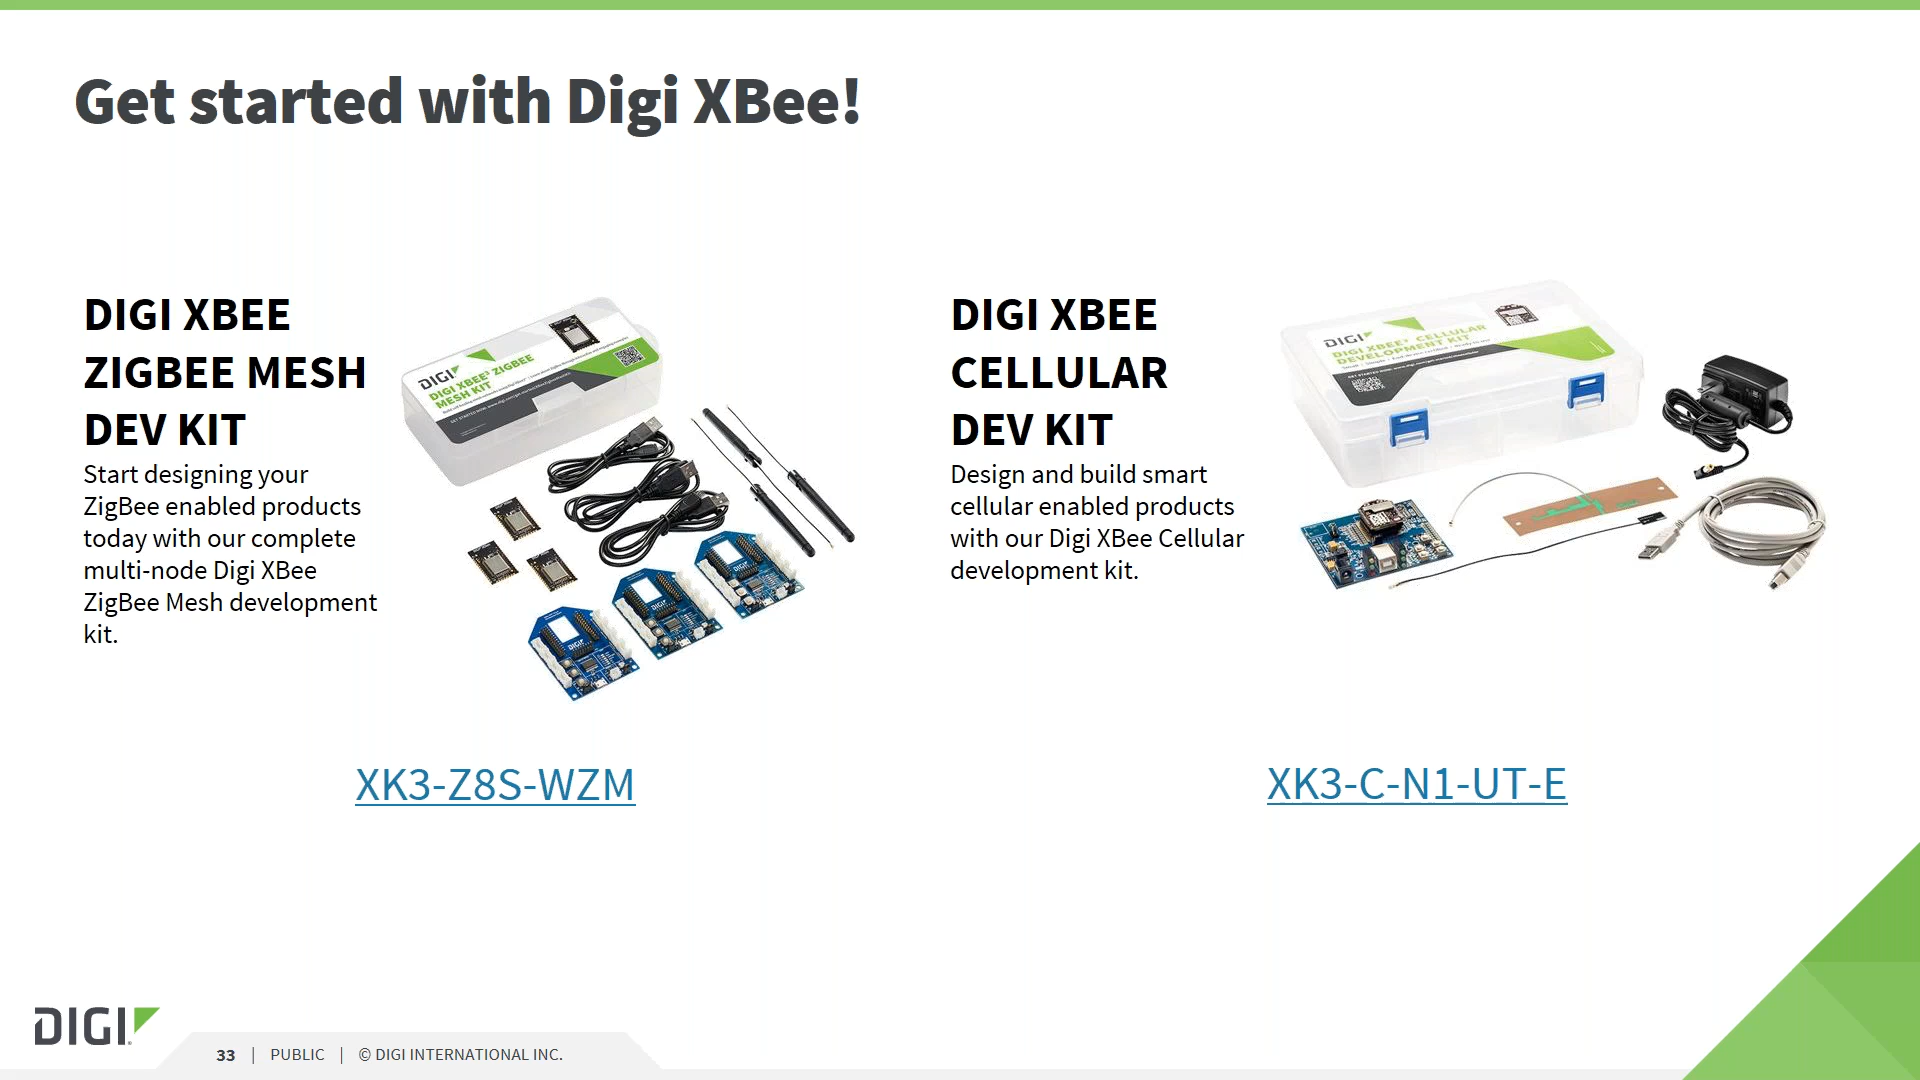 Get started with Digi XBee!
DIGI XBEE
ZIGBEE MESH
DEV KIT
Start designing your
ZigBee enabled products
today with our complete
multi-node Digi XBee
ZigBee Mesh development
kit.
DIGI
DIGI XBEE³ ZIGBEE
MESH KIT
XK3-Z8S-WZM
DIGI XBEE
CELLULAR
DEV KIT
Design and build smart
cellular enabled products
with our Digi XBee Cellular
development kit.
DIGI
DIGI XBEE® CELLULAR
DEVELOPMENT KIT
XK3-C-N1-UT-E
DIGI
33 | PUBLIC | © DIGI INTERNATIONAL INC.